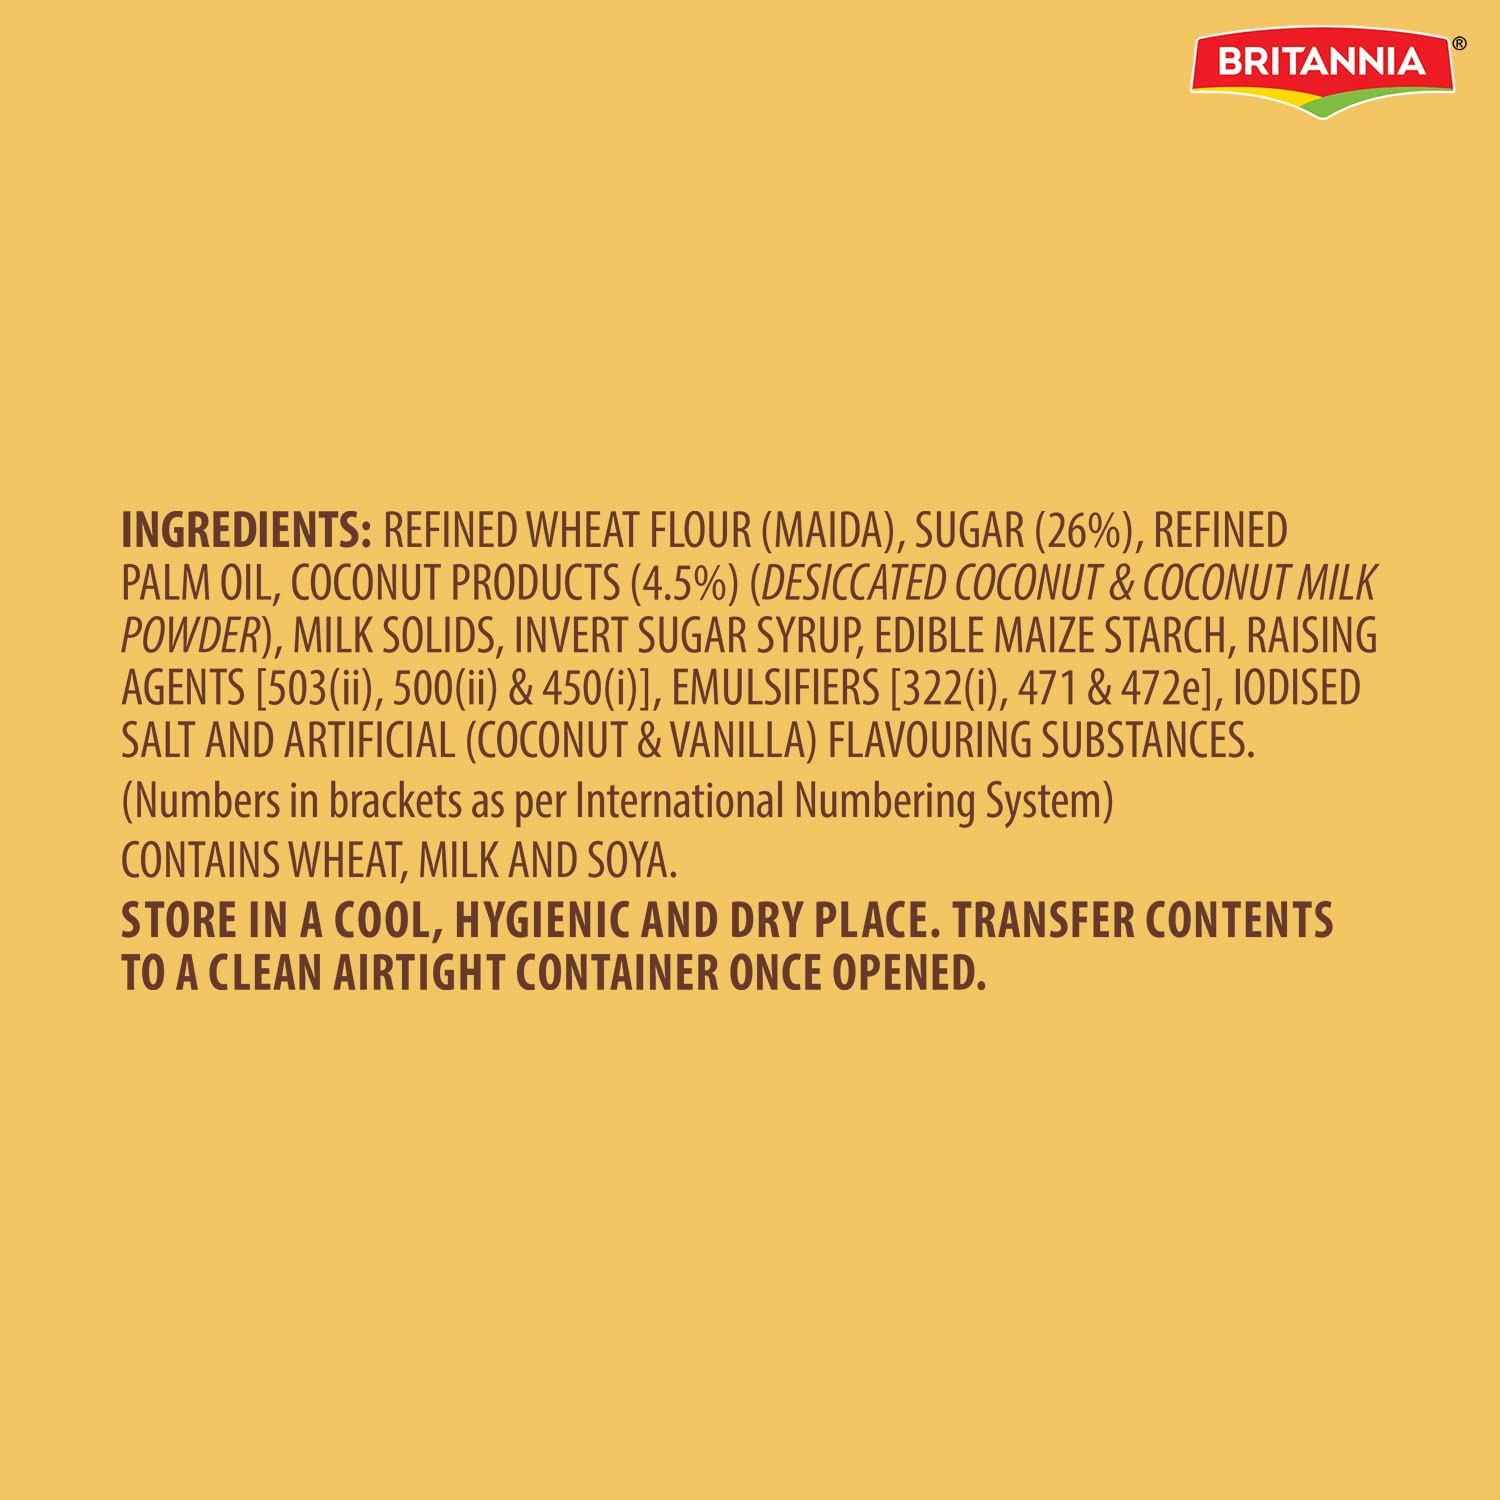 BRITANNIA®
INGREDIENTS: REFINED WHEAT FLOUR (MAIDA), SUGAR (26%), REFINED
PALM OIL, COCONUT PRODUCTS (4.5%) (DESICCATED COCONUT & COCONUT MILK
POWDER), MILK SOLIDS, INVERT SUGAR SYRUP, EDIBLE MAIZE STARCH, RAISING
AGENTS [503(ii), 500(ii) & 450(i)], EMULSIFIERS [322(i), 471 & 472e], IODISED
SALT AND ARTIFICIAL (COCONUT & VANILLA) FLAVOURING SUBSTANCES.
(Numbers in brackets as per International Numbering System)
CONTAINS WHEAT, MILK AND SOYA.
STORE IN A COOL, HYGIENIC AND DRY PLACE. TRANSFER CONTENTS
TO A CLEAN AIRTIGHT CONTAINER ONCE OPENED.